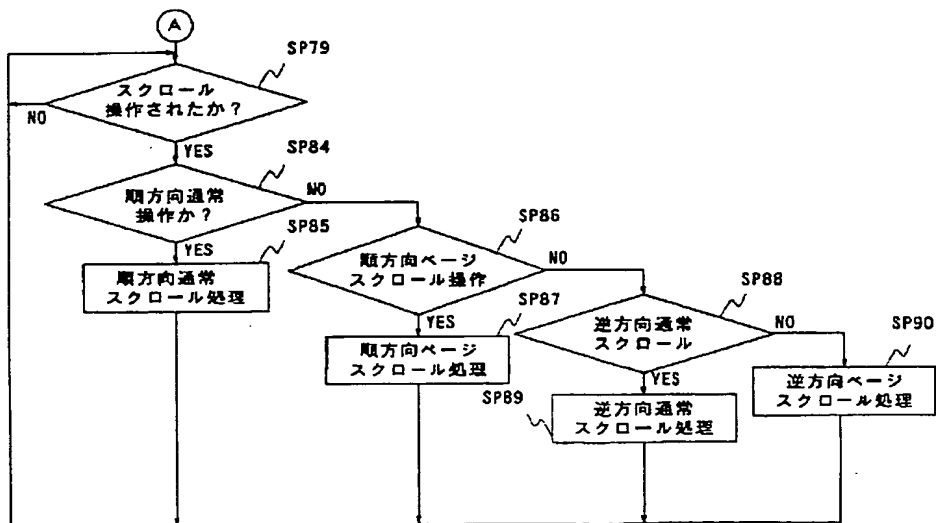 A
SP79
スクロール
操作されたか?
NO
YES
SP84
順方向通常
操作か?
NO
YES
SP85
順方向通常
スクロール処理
SP86
順方向ページ
スクロール操作
NO
YES
SP87
順方向ページ
スクロール処理
SP88
逆方向通常
スクロール
NO
YES
SP89
逆方向通常
スクロール処理
SP90
逆方向ページ
スクロール処理